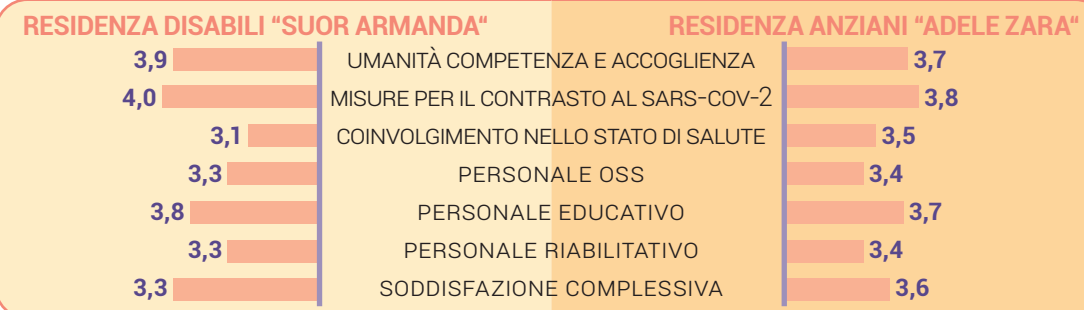 RESIDENZA DISABILI “SUOR ARMANDA“
RESIDENZA ANZIANI “ADELE ZARA“
3,9 UMANITÀ COMPETENZA E ACCOGLIENZA 3,7
4,0 MISURE PER IL CONTRASTO AL SARS-COV-2 3,8
3,1 COINVOLGIMENTO NELLO STATO DI SALUTE 3,5
3,3 PERSONALE OSS 3,4
3,8 PERSONALE EDUCATIVO 3,7
3,3 PERSONALE RIABILITATIVO 3,4
3,3 SODDISFAZIONE COMPLESSIVA 3,6